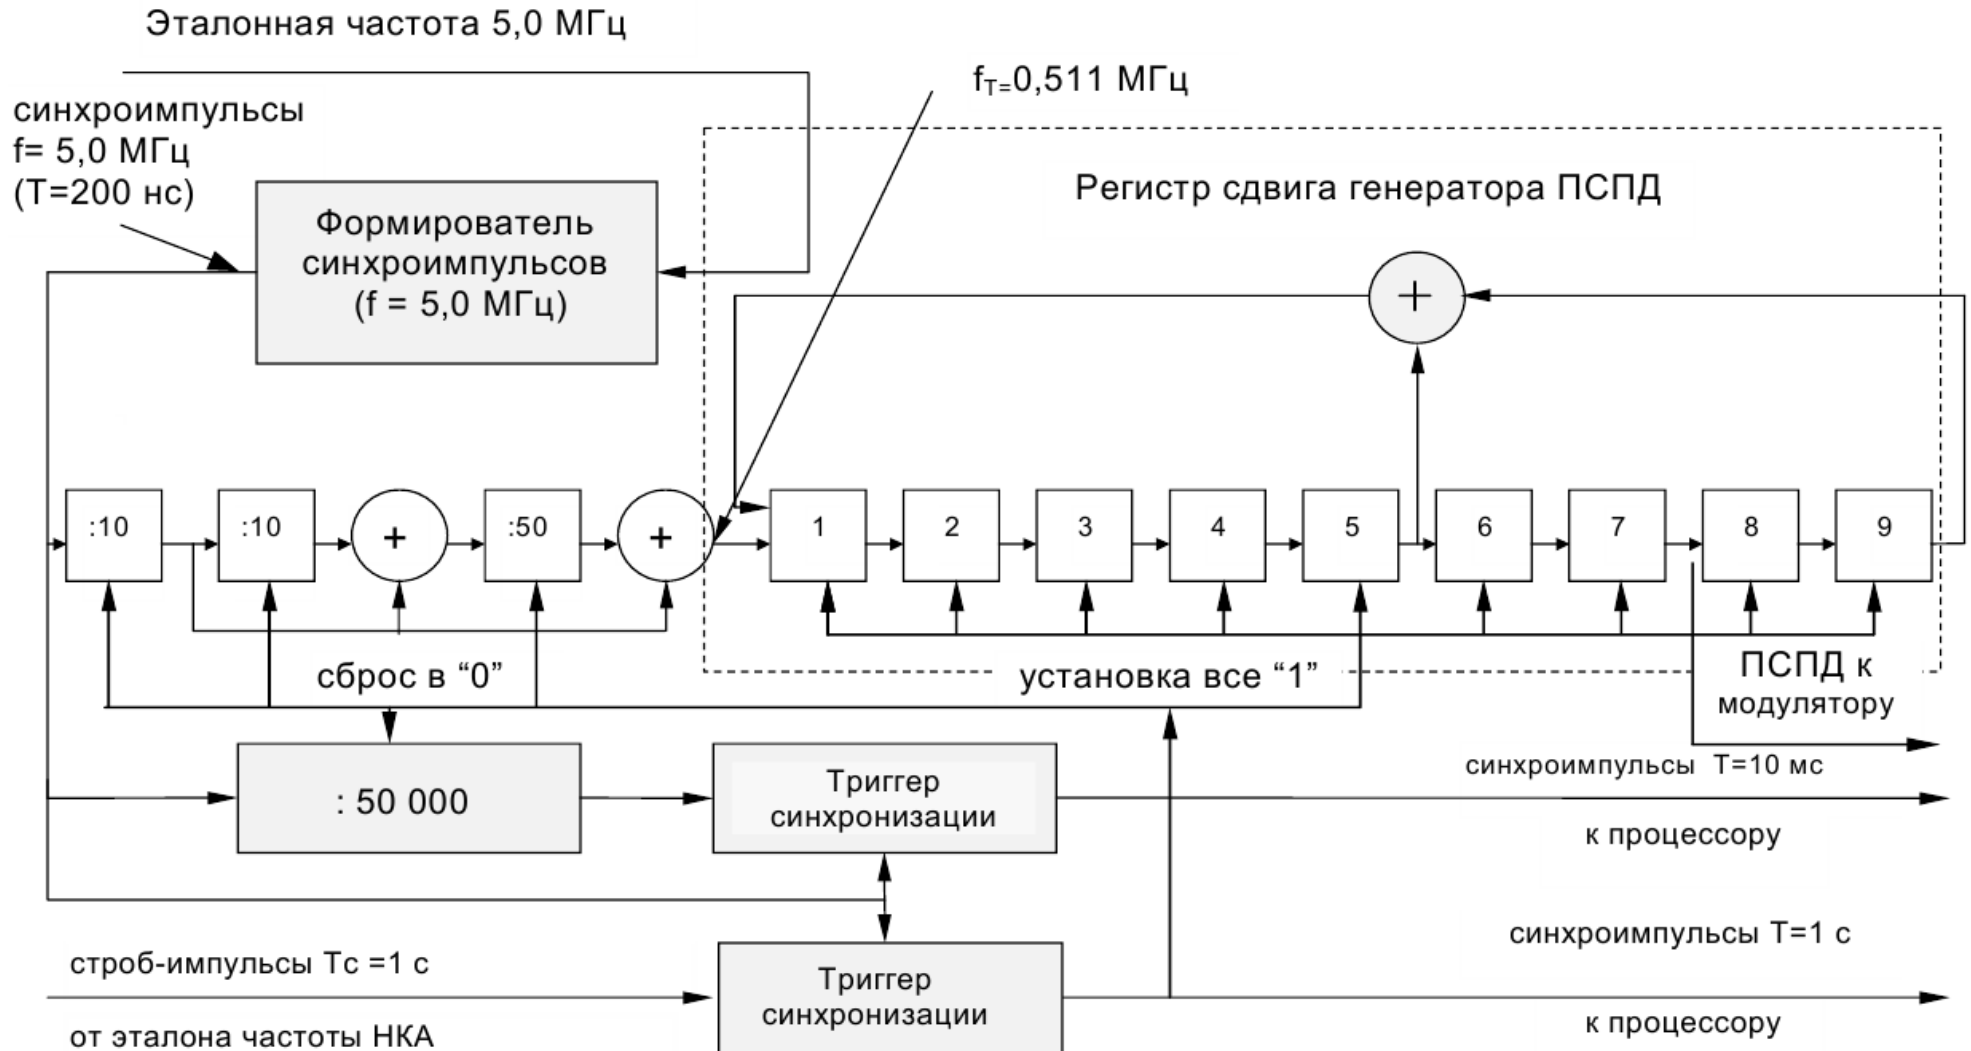 Эталонная частота 5,0 МГц
fT=0,511 МГц
синхроимпульсы
f= 5,0 МГц
(T=200 нс)
Формирователь
синхроимпульсов
(f = 5,0 МГц)
Регистр сдвига генератора ПСПД
+
:10
:10
+
:50
+
1
2
3
4
5
6
7
8
9
сброс в “0”
установка все “1”
ПСПД к
модулятору
: 50 000
Триггер
синхронизации
синхроимпульсы T=10 мс
к процессору
строб-импульсы Тс =1 с
от эталона частоты НКА
Триггер
синхронизации
синхроимпульсы T=1 с
к процессору